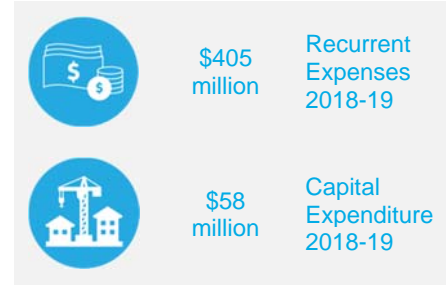 $
$
$405
million
Recurrent
Expenses
2018-19
$58
million
Capital
Expenditure
2018-19